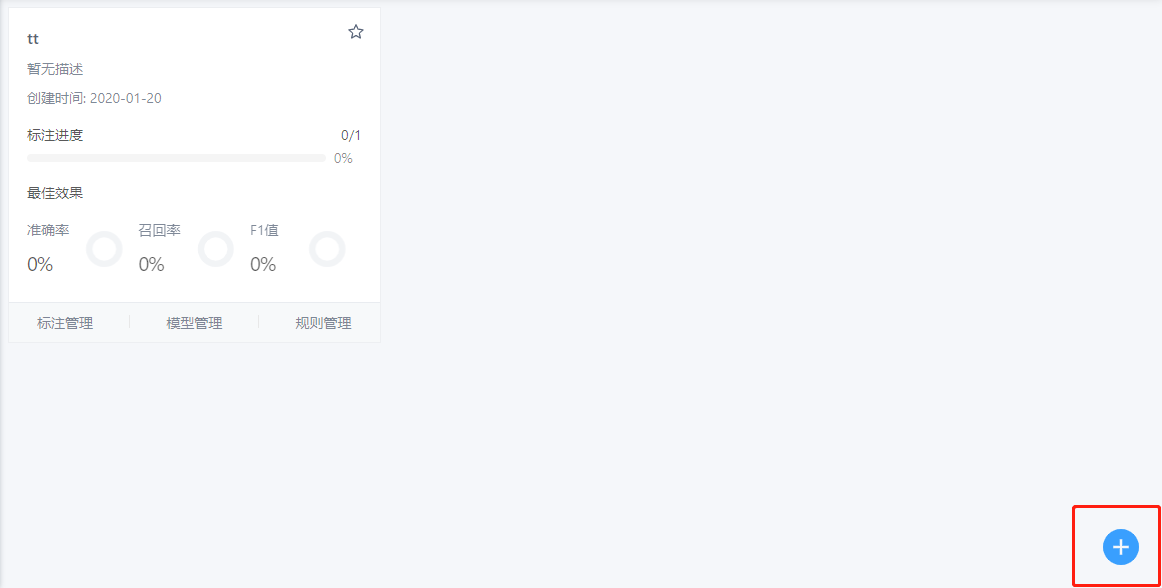 tt
暂无描述
创建时间: 2020-01-20
标注进度 0/1
0%
最佳效果
准确率 召回率 F1值
0% 0% 0%
标注管理 模型管理 规则管理